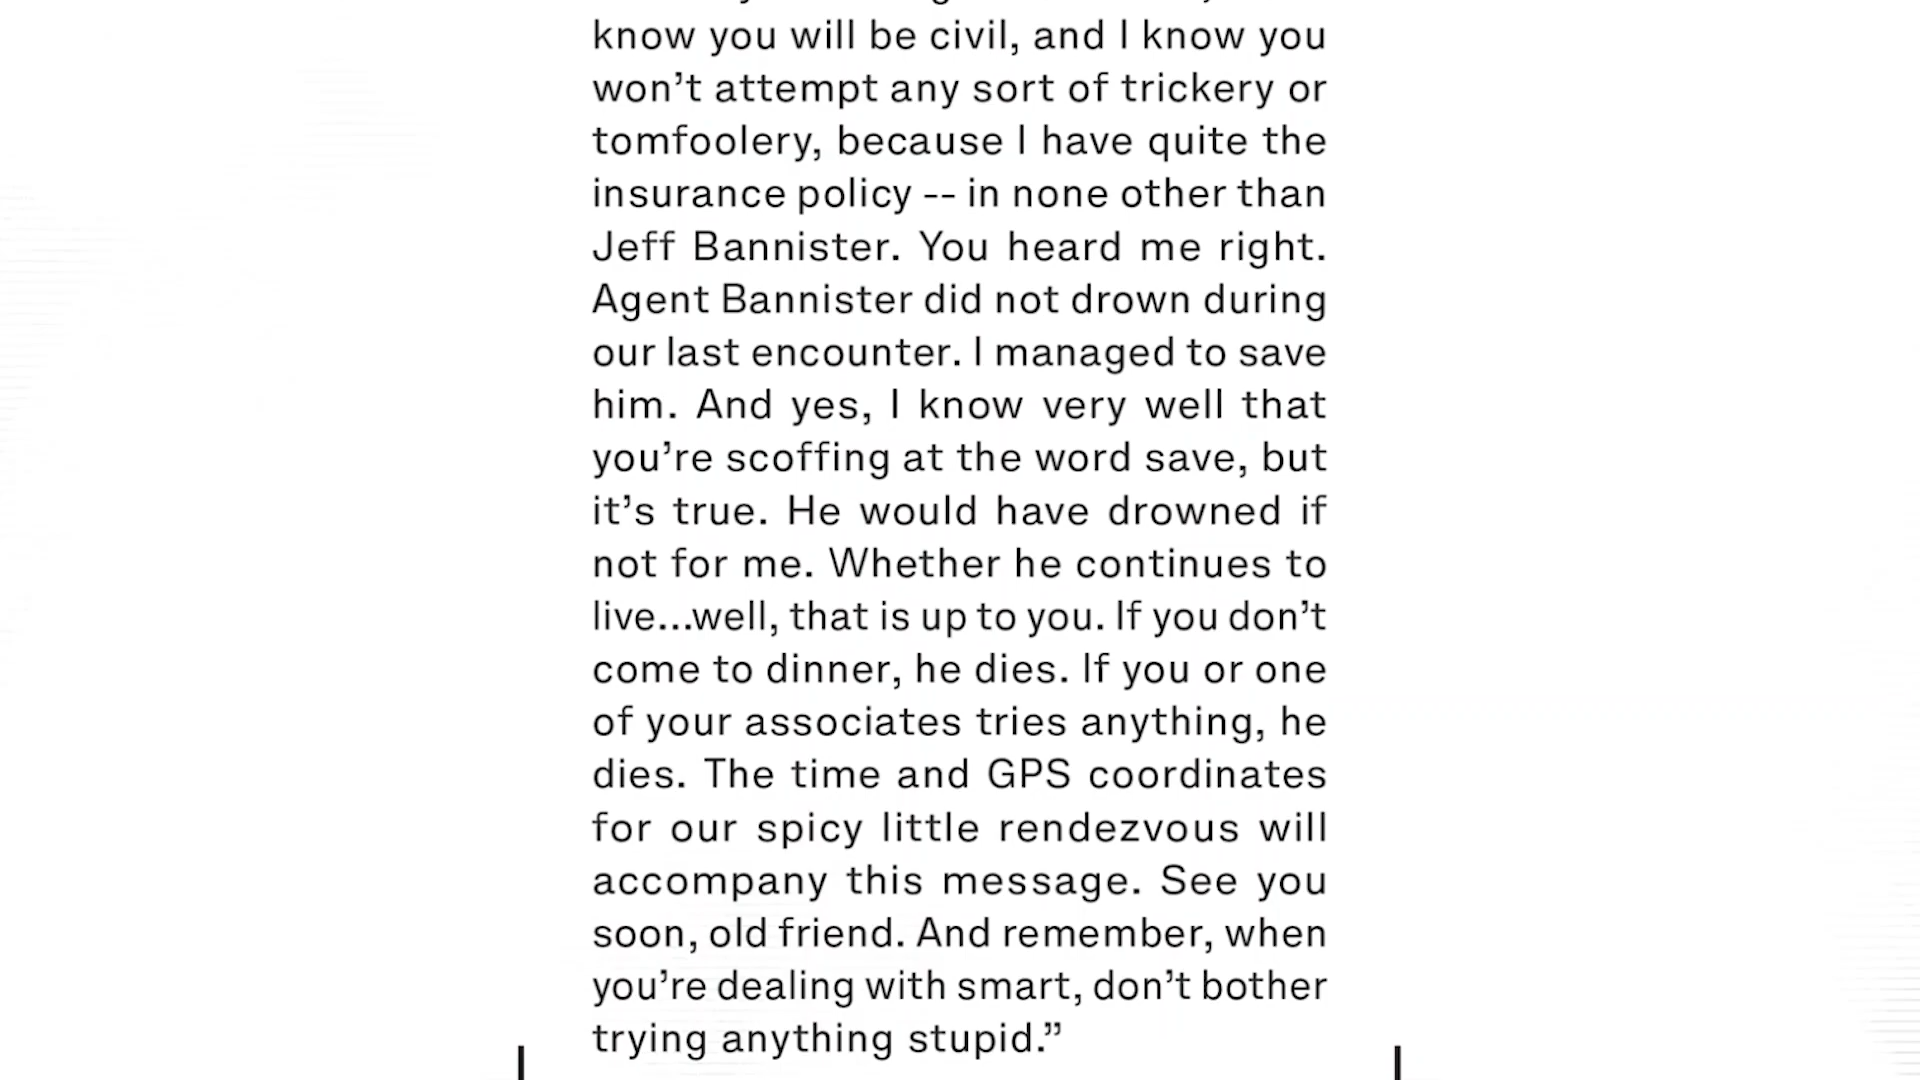 know you will be civil, and I know you
won’t attempt any sort of trickery or
tomfoolery, because I have quite the
insurance policy -- in none other than
Jeff Bannister. You heard me right.
Agent Bannister did not drown during
our last encounter. I managed to save
him. And yes, I know very well that
you’re scoffing at the word save, but
it’s true. He would have drowned if
not for me. Whether he continues to
live...well, that is up to you. If you don’t
come to dinner, he dies. If you or one
of your associates tries anything, he
dies. The time and GPS coordinates
for our spicy little rendezvous will
accompany this message. See you
soon, old friend. And remember, when
you’re dealing with smart, don’t bother
trying anything stupid.”